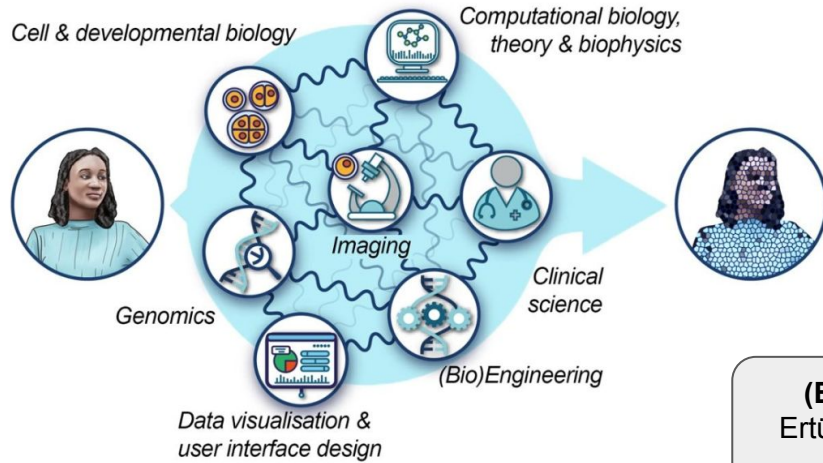 Cell & developmental biology
Computational biology,
theory & biophysics
Imaging
Clinical
science
Genomics
(Bio)Engineering
Data visualisation &
user interface design